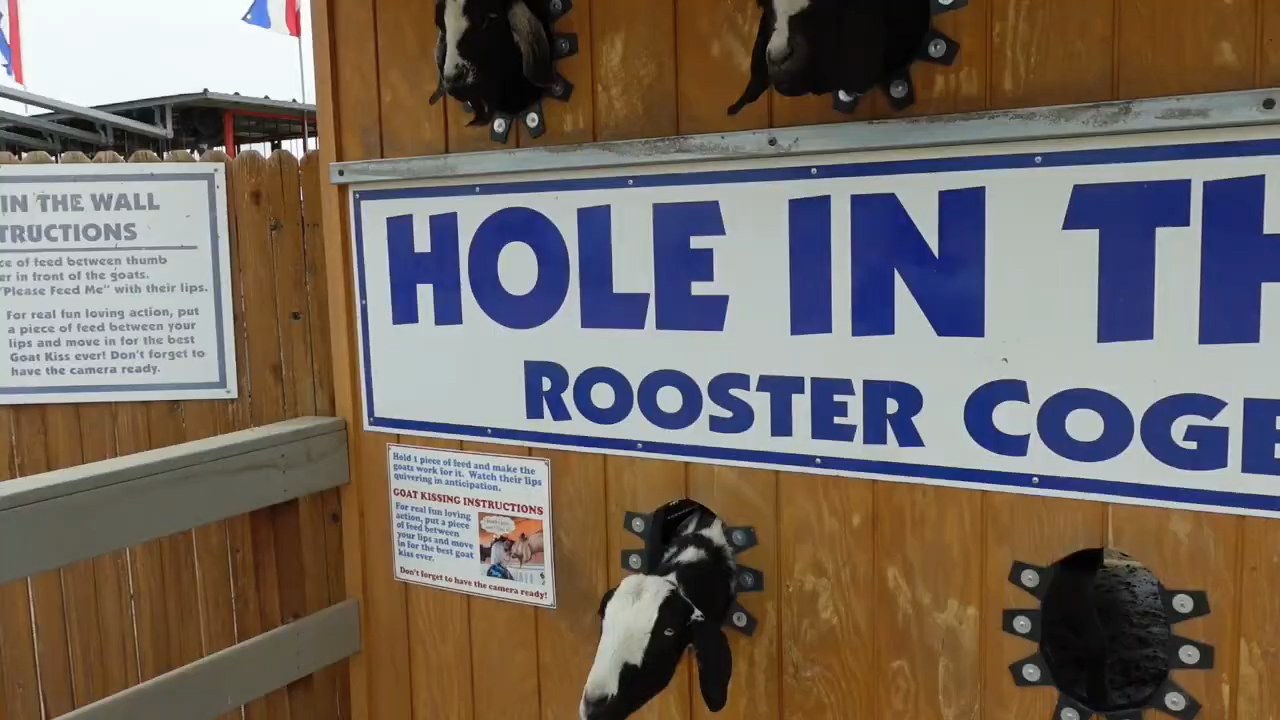 IN THE WALL
TRUCTIONS
ce of feed between thumb
er in front of the goats.
"Please Feed Me" with their lips.
For real fun loving action, put
a piece of feed between your
lips and move in for the best
Goat Kiss ever! Don't forget to
have the camera ready.
HOLE IN TH
ROOSTER COGE
Hold 1 piece of feed and make the
goats work for it. Watch their lips
quivering in anticipation.
GOAT KISSING INSTRUCTIONS
For real fun loving
action, put a piece
of feed between
your lips and move
in for the best goat
kiss ever.
Don't forget to have the camera ready!